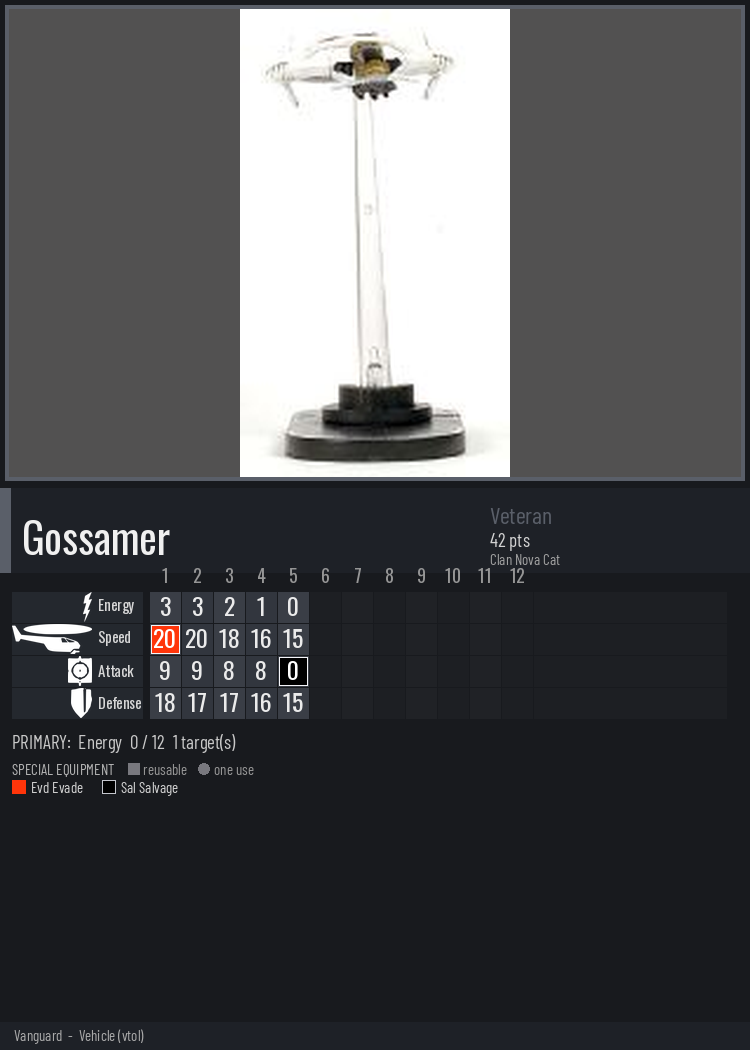 Gossamer
Veteran
42 pts
Clan Nova Cat
1 2 3 4 5 6 7 8 9 10 11 12
Energy 3 3 2 1 0
Speed 20 20 18 16 15
Attack 9 9 8 8 0
Defense 18 17 17 16 15
PRIMARY: Energy 0 / 12 1 target(s)
SPECIAL EQUIPMENT reusable one use
Evd Evade Sal Salvage
Vanguard - Vehicle (vtol)